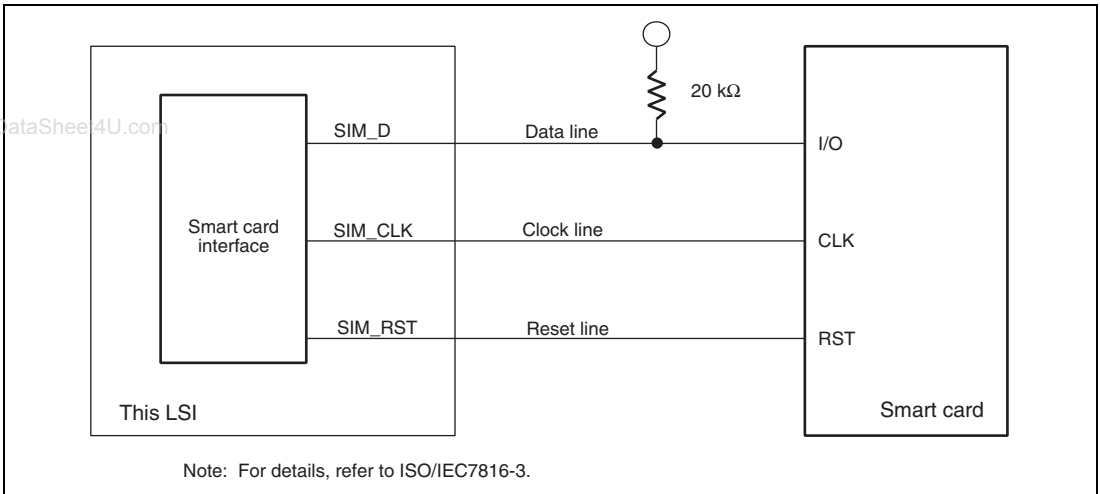 20 kΩ
DataSheet4U.com
SIM_D
Data line
I/O
Smart card
interface
SIM_CLK
Clock line
CLK
SIM_RST
Reset line
RST
This LSI
Smart card
Note: For details, refer to ISO/IEC7816-3.